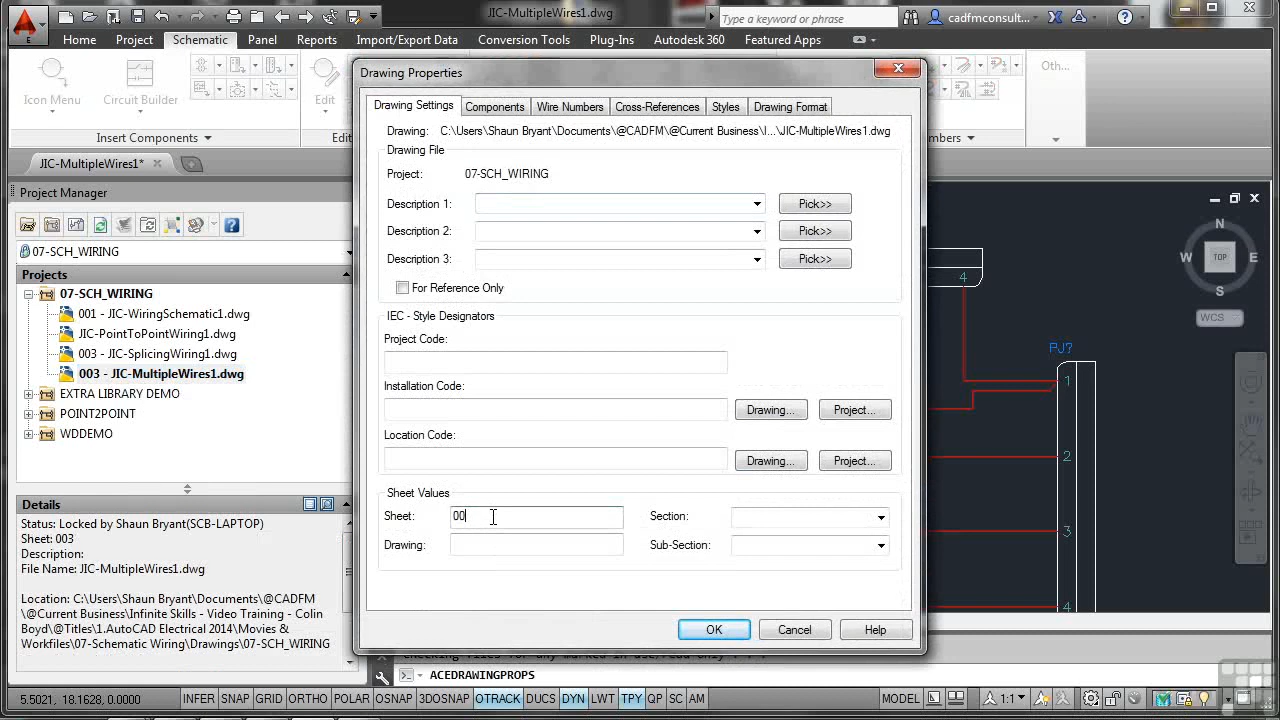 JIC-MultipleWires1.dwg
Type a keyword or phrase
cadfmconsult...
E
Home Project Schematic Panel Reports Import/Export Data Conversion Tools Plug-Ins Autodesk 360 Featured Apps
Icon Menu
Circuit Builder
Edit
Oth...
Insert Components
JIC-MultipleWires1*
Project Manager
07-SCH_WIRING
Projects
07-SCH_WIRING
001 - JIC-WiringSchematic1.dwg
JIC-PointToPointWiring1.dwg
003 - JIC-SplicingWiring1.dwg
003 - JIC-MultipleWires1.dwg
EXTRA LIBRARY DEMO
POINT2POINT
WDDEMO
Details
Status: Locked by Shaun Bryant(SCB-LAPTOP)
Sheet: 003
Description:
File Name: JIC-MultipleWires1.dwg
Location: C:\Users\Shaun Bryant\Documents\@CADFM
\@Current Business\Infinite Skills - Video Training - Colin
Boyd\@Titles\1.AutoCAD Electrical 2014\Movies &
Workfiles\07-Schematic Wiring\Drawings\07-SCH_WIRING
Drawing Properties
Drawing Settings Components Wire Numbers Cross-References Styles Drawing Format
Drawing: C:\Users\Shaun Bryant\Documents\@CADFM\@Current Business\I...\JIC-MultipleWires1.dwg
Drawing File
Project: 07-SCH_WIRING
Description 1: Pick>>
Description 2: Pick>>
Description 3: Pick>>
For Reference Only
IEC - Style Designators
Project Code:
Installation Code:
Drawing... Project...
Location Code:
Drawing... Project...
Sheet Values
Sheet: 00 Section:
Drawing: Sub-Section:
OK Cancel Help
N
W TOP E
S
WCS
4
PJ?
1
2
3
4
ACEDRAWINGPROPS
5.5021, 18.1628, 0.0000 INFER SNAP GRID ORTHO POLAR OSNAP 3DOSNAP OTRACK DUCS DYN LWT TPY QP SC AM MODEL 1:1